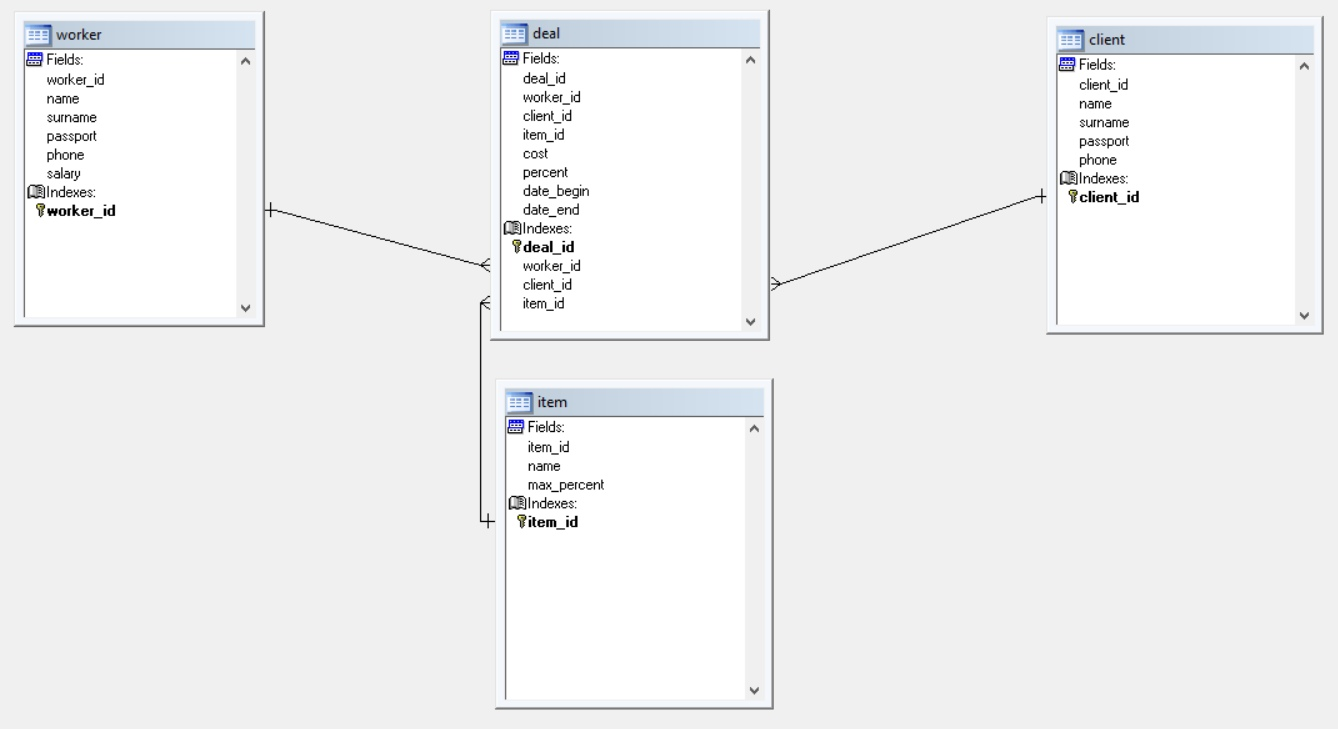 worker
Fields:
worker_id
name
surname
passport
phone
salary
Indexes:
worker_id
deal
Fields:
deal_id
worker_id
client_id
item_id
cost
percent
date_begin
date_end
Indexes:
deal_id
worker_id
client_id
item_id
client
Fields:
client_id
name
surname
passport
phone
Indexes:
client_id
item
Fields:
item_id
name
max_percent
Indexes:
item_id